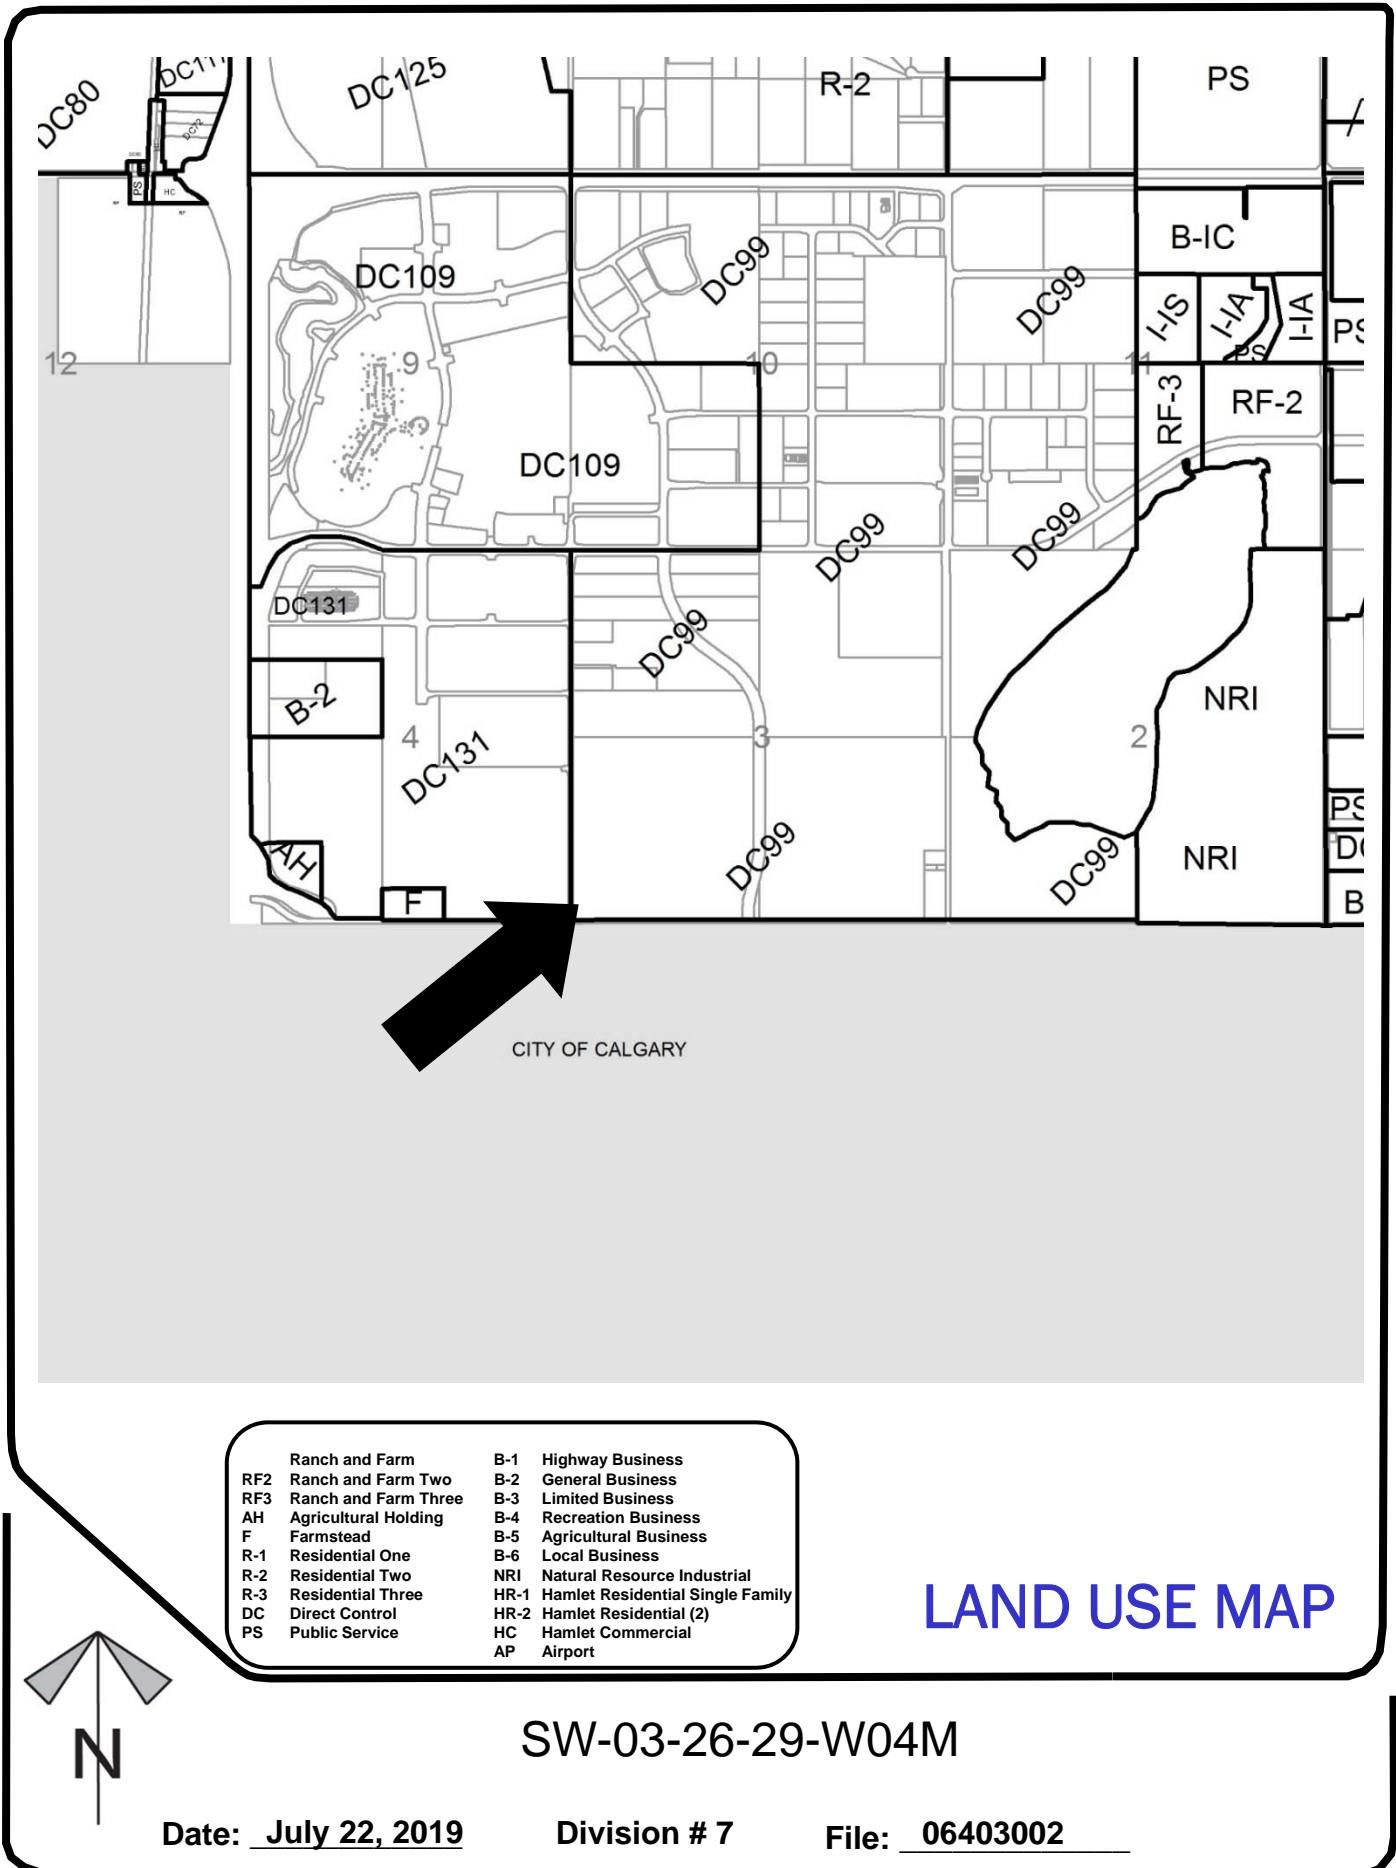 DC80
DC72
DC125
R-2
PS
PS
HC
B-IC
DC109
DC99
DC99
I-IS
I-IA
I-IA
PS
12
9
10
11
RF-3
RF-2
DC109
DC99
DC99
DC131
DC99
B-2
NRI
4
3
2
DC131
AH
F
DC99
DC99
NRI
PS
B
CITY OF CALGARY
Ranch and Farm
RF2 Ranch and Farm Two
RF3 Ranch and Farm Three
AH Agricultural Holding
F Farmstead
R-1 Residential One
R-2 Residential Two
R-3 Residential Three
DC Direct Control
PS Public Service
B-1 Highway Business
B-2 General Business
B-3 Limited Business
B-4 Recreation Business
B-5 Agricultural Business
B-6 Local Business
NRI Natural Resource Industrial
HR-1 Hamlet Residential Single Family
HR-2 Hamlet Residential (2)
HC Hamlet Commercial
AP Airport
LAND USE MAP
N
SW-03-26-29-W04M
Date: July 22, 2019 Division # 7 File: 06403002